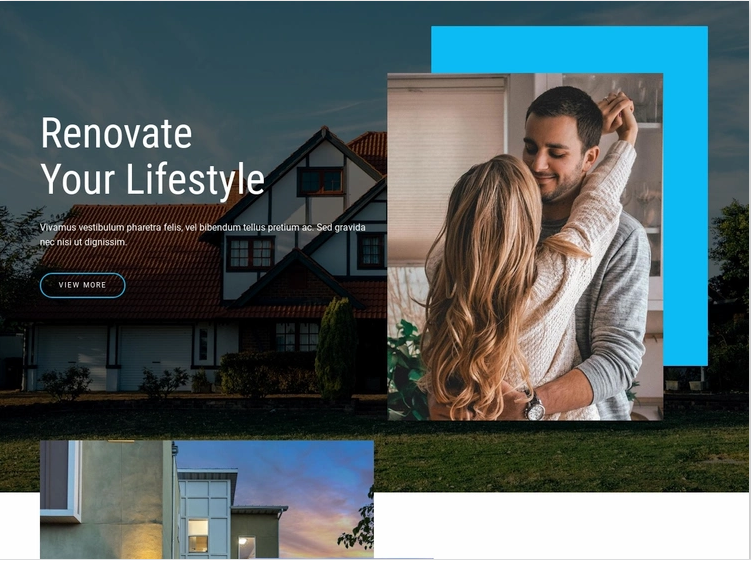 Renovate
Your Lifestyle
Vivamus vestibulum pharetra felis, vel bibendum tellus pretium ac. Sed gravida
nec nisi ut dignissim.
VIEW MORE